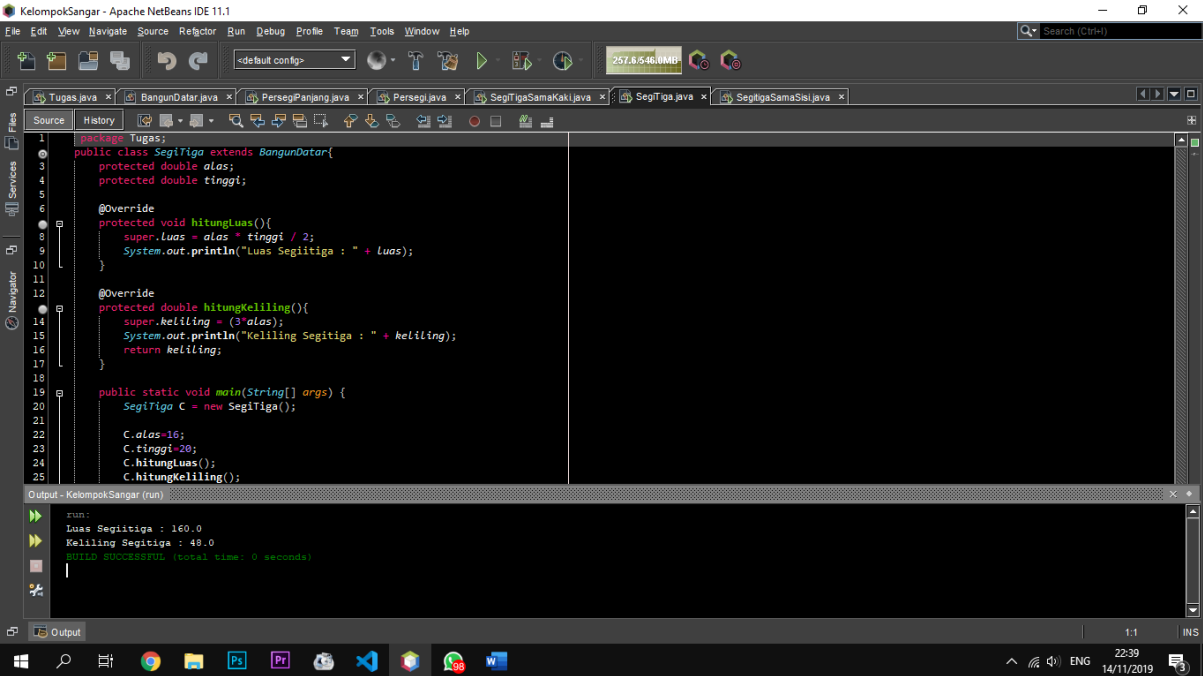 KelompokSangar - Apache NetBeans IDE 11.1
File Edit View Navigate Source Refactor Run Debug Profile Team Tools Window Help
Search (Ctrl+I)
<default config>
257.6/546.0MB
Tugas.java × BangunDatar.java × PersegiPanjang.java × Persegi.java × SegiTigaSamaKaki.java × SegiTiga.java × SegitigaSamaSisi.java ×
Files
Services
Navigator
Source History
1 package Tugas;
public class SegiTiga extends BangunDatar{
3 protected double alas;
4 protected double tinggi;
5
6 @Override
protected void hitungLuas(){
8 super.luas = alas * tinggi / 2;
9 System.out.println("Luas Segiitiga : " + luas);
10 }
11
12 @Override
protected double hitungKeliling(){
14 super.keliling = (3*alas);
15 System.out.println("Keliling Segitiga : " + keliling);
16 return keliling;
17 }
18
19 public static void main(String[] args) {
20 SegiTiga C = new SegiTiga();
21
22 C.alas=16;
23 C.tinggi=20;
24 C.hitungLuas();
25 C.hitungKeliling();
Output - KelompokSangar (run)
run:
Luas Segiitiga : 160.0
Keliling Segitiga : 48.0
BUILD SUCCESSFUL (total time: 0 seconds)
Output
1:1 INS
Ps Pr 98 W
ENG
22:39
14/11/2019
3